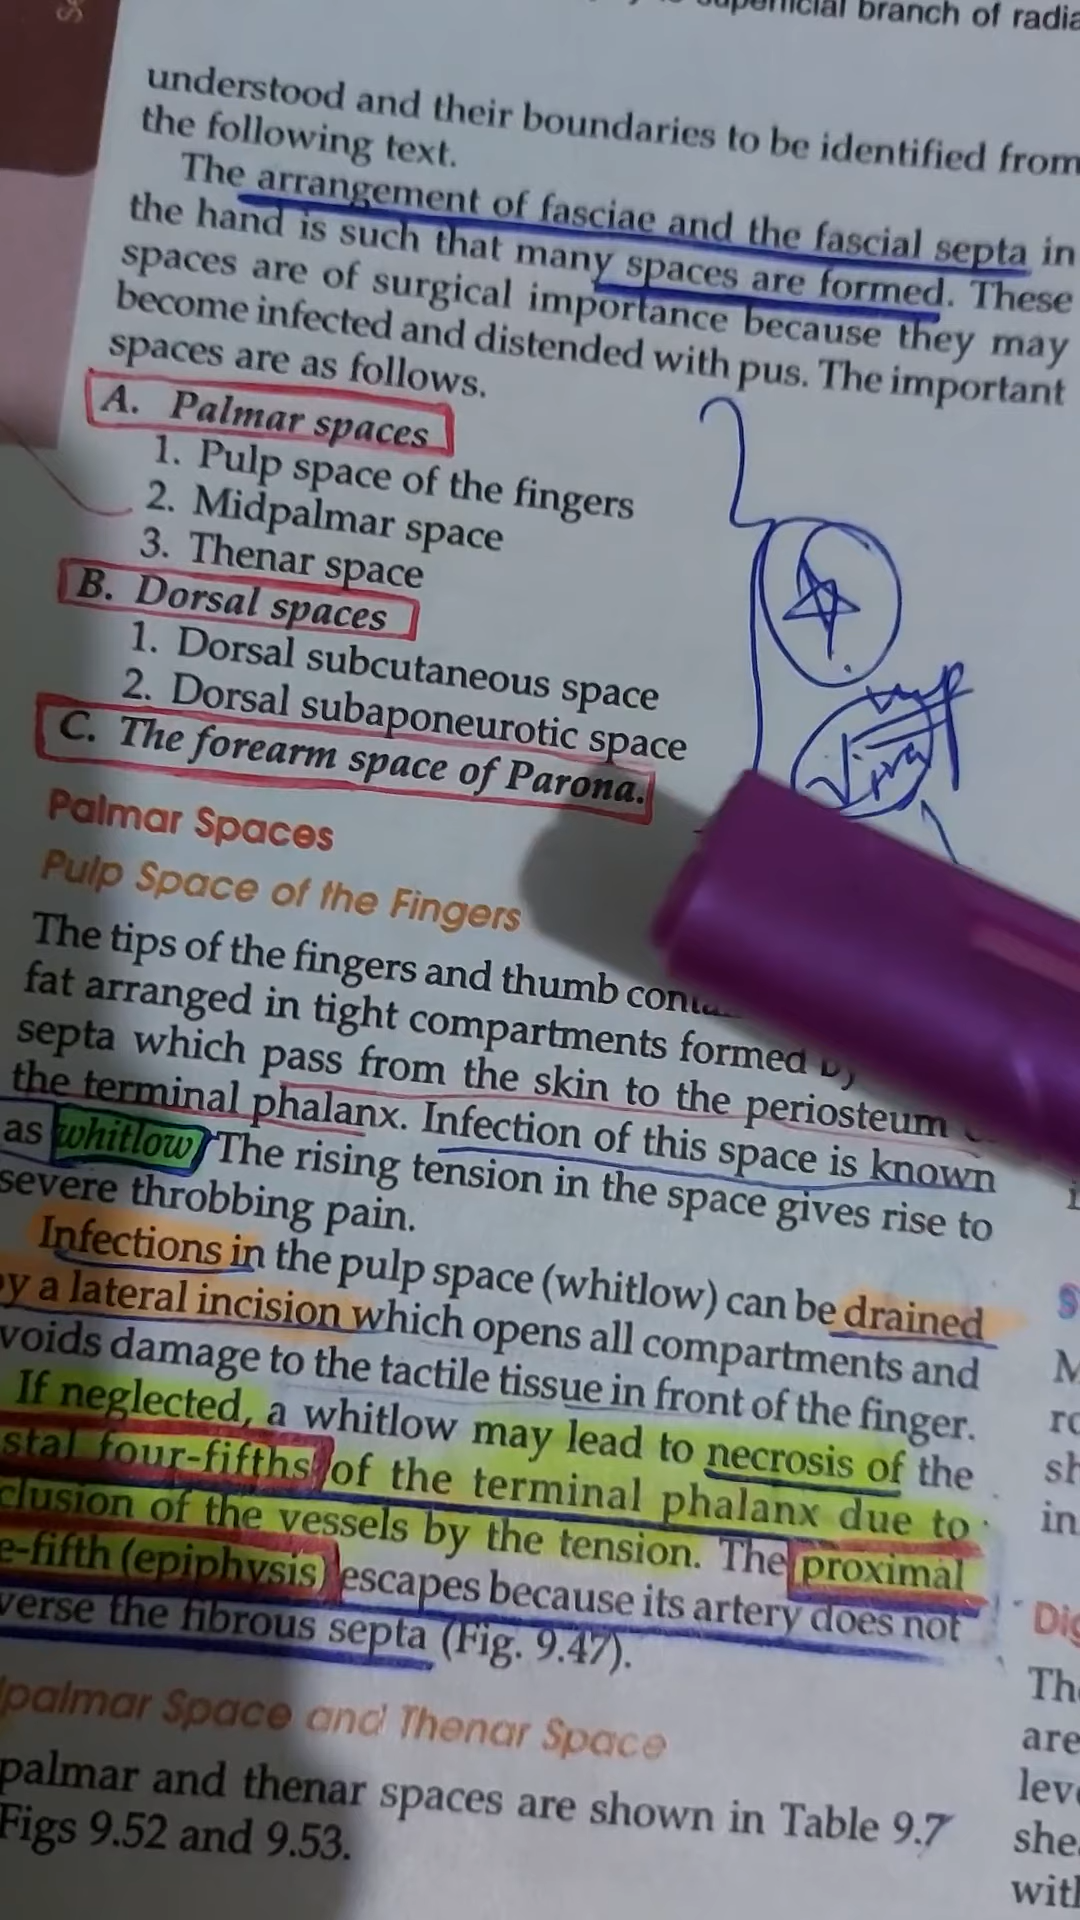 superficial branch of
understood and their boundaries to be identified from
the following text.
The arrangement of fasciae and the fascial septa in
the hand is such that many spaces are formed. These
spaces are of surgical importance because they may
become infected and distended with pus. The important
spaces are as follows.
A. Palmar spaces
1. Pulp space of the fingers
2. Midpalmar space
3. Thenar space
B. Dorsal spaces
1. Dorsal subcutaneous space
2. Dorsal subaponeurotic space
C. The forearm space of Parona.
Palmar Spaces
Pulp Space of the Fingers
The tips of the fingers and thumb
fat arranged in tight compartments formed
septa which pass from the skin to the periosteum
the terminal phalanx. Infection of this space is known
as whitlow. The rising tension in the space gives rise to
severe throbbing pain.
Infections in the pulp space (whitlow) can be drained
by a lateral incision which opens all compartments and
voids damage to the tactile tissue in front of the finger.
If neglected, a whitlow may lead to necrosis of the
stal four-fifths of the terminal phalanx due to
clusion of the vessels by the tension. The proximal
e-fifth (epiphysis) escapes because its artery does not
verse the fibrous septa (Fig. 9.47).
palmar Space and Thenar Space
palmar and thenar spaces are shown in Table 9.7
Figs 9.52 and 9.53.